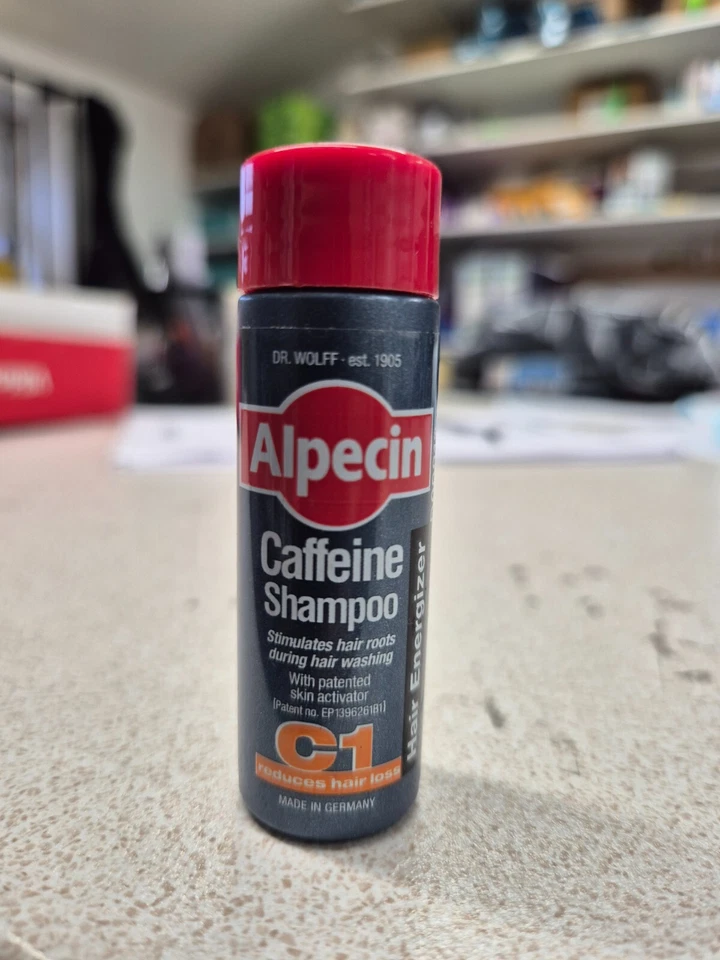 DR. WOLFF · est. 1905
Alpecin
Caffeine
Shampoo
Stimulates hair roots
during hair washing
With patented
skin activator
[Patent no. EP1396261B1]
C1
reduces hair loss
MADE IN GERMANY
Hair Energizer